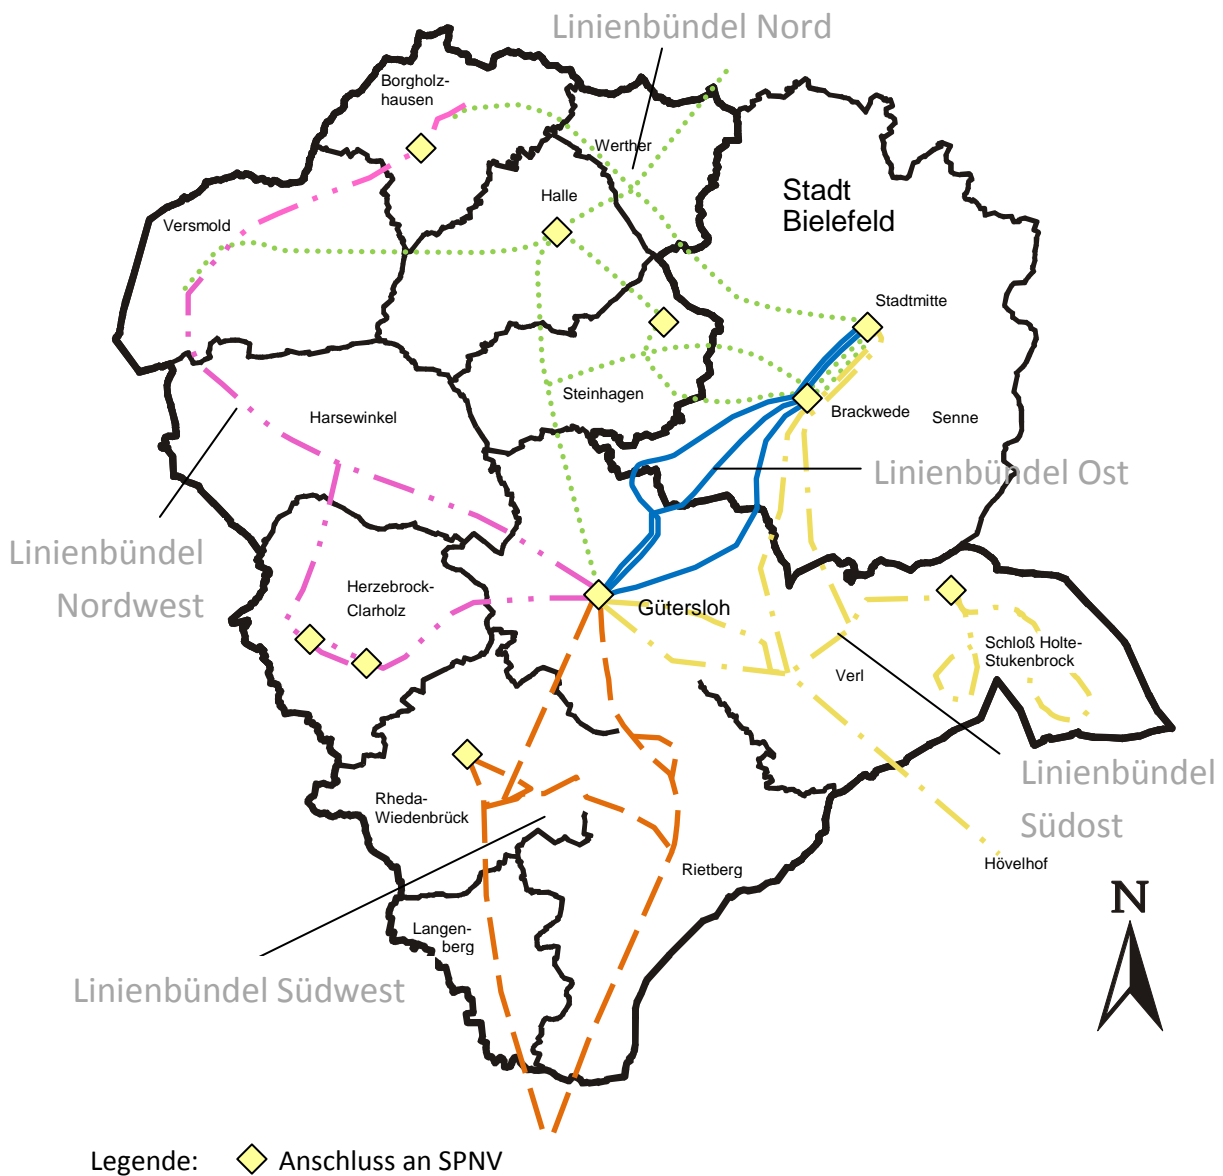 Linienbündel Nord
Borgholz-
hausen
Werther
Stadt
Bielefeld
Halle
Versmold
Stadtmitte
Steinhagen
Brackwede
Senne
Harsewinkel
Linienbündel Ost
Linienbündel
Nordwest
Herzebrock-
Clarholz
Gütersloh
Schloß Holte-
Stukenbrock
Verl
Linienbündel
Südost
Rheda-
Wiedenbrück
Hövelhof
Rietberg
N
Langen-
berg
Linienbündel Südwest
Legende: Anschluss an SPNV